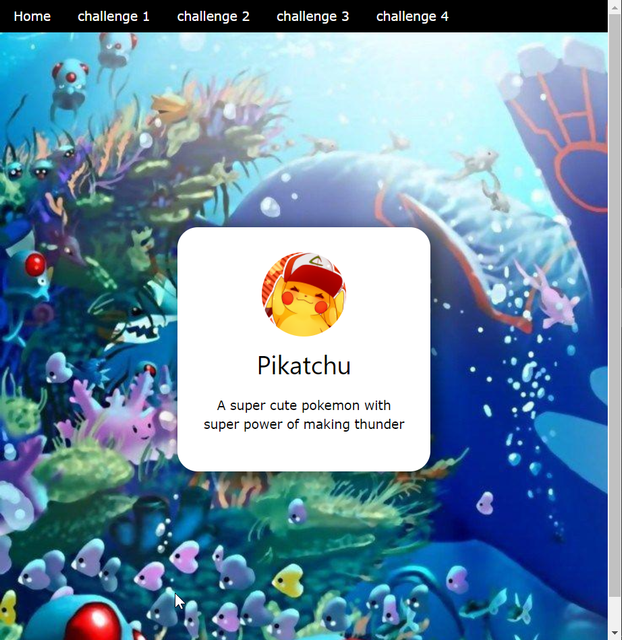 Home challenge 1 challenge 2 challenge 3 challenge 4
Pikatchu
A super cute pokemon with
super power of making thunder